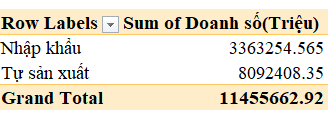 Row Labels Sum of Doanh số(Triệu)
Nhập khẩu 3363254.565
Tự sản xuất 8092408.35
Grand Total 11455662.92